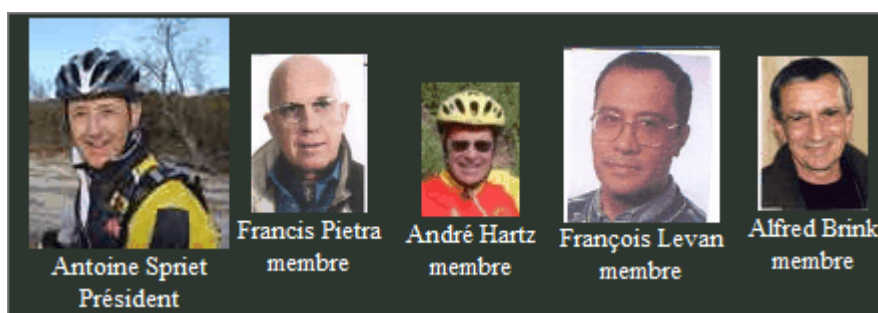 Antoine Spriet
Président
Francis Pietra
membre
André Hartz
membre
François Levan
membre
Alfred Brink
membre